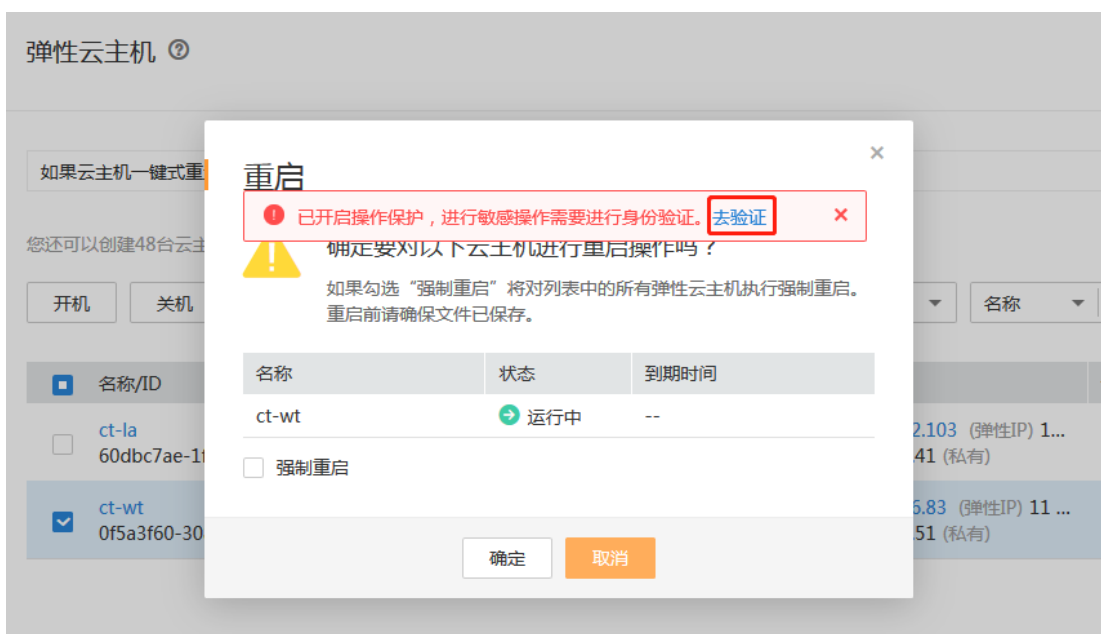 弹性云主机 ?
如果云主机一键式重
重启
已开启操作保护，进行敏感操作需要进行身份验证。去验证
您还可以创建48台云主
确定要对以下云主机进行重启操作吗？
如果勾选“强制重启”将对列表中的所有弹性云主机执行强制重启。
重启前请确保文件已保存。
开机 关机 名称
名称/ID
名称 状态 到期时间
ct-wt 运行中 --
ct-la 2.103 (弹性IP) 1...
60dbc7ae-1f 41 (私有)
强制重启
ct-wt 6.83 (弹性IP) 11 ...
0f5a3f60-30 .51 (私有)
确定 取消